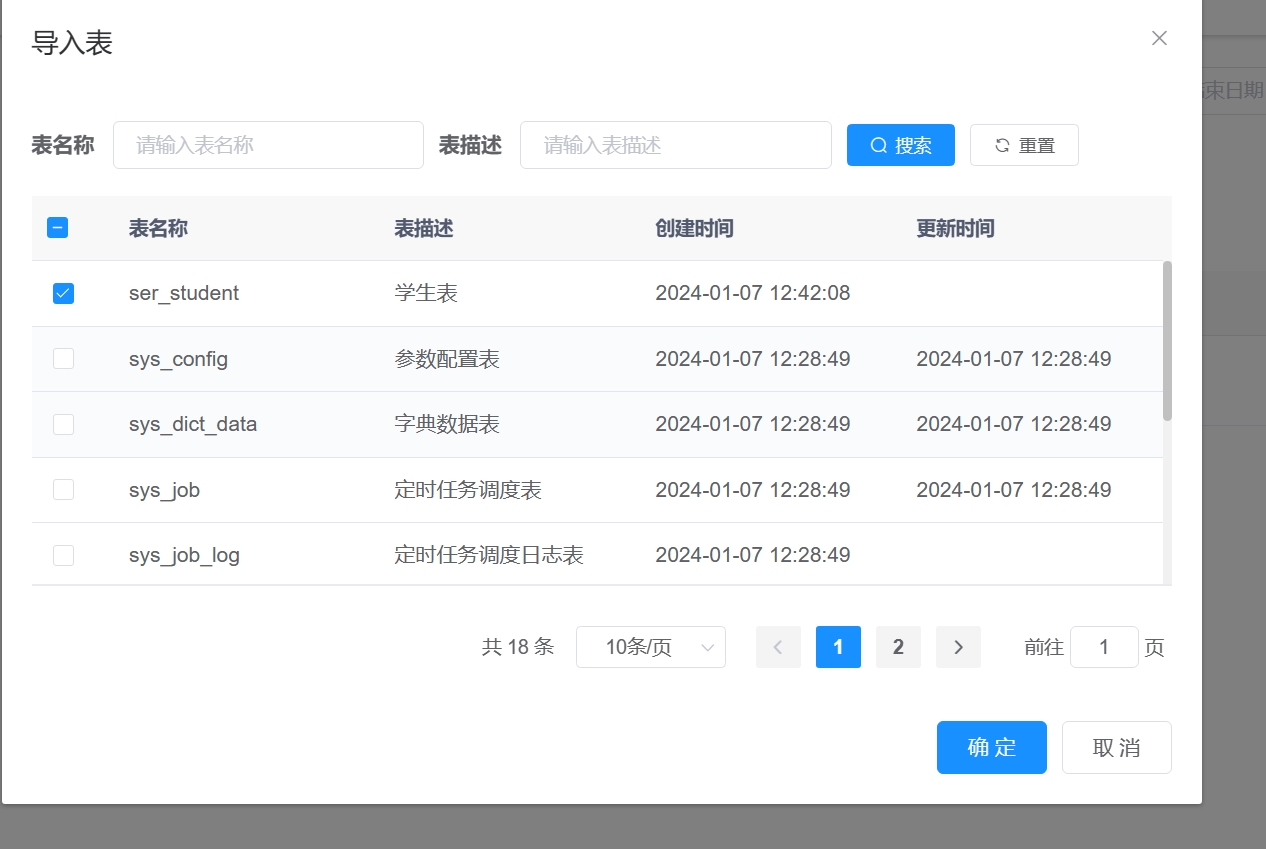 导入表
束日期
表名称 请输入表名称 表描述 请输入表描述 搜索 重置
表名称 表描述 创建时间 更新时间
ser_student 学生表 2024-01-07 12:42:08
sys_config 参数配置表 2024-01-07 12:28:49 2024-01-07 12:28:49
sys_dict_data 字典数据表 2024-01-07 12:28:49 2024-01-07 12:28:49
sys_job 定时任务调度表 2024-01-07 12:28:49 2024-01-07 12:28:49
sys_job_log 定时任务调度日志表 2024-01-07 12:28:49
共 18 条 10条/页 1 2 前往 1 页
确 定 取 消